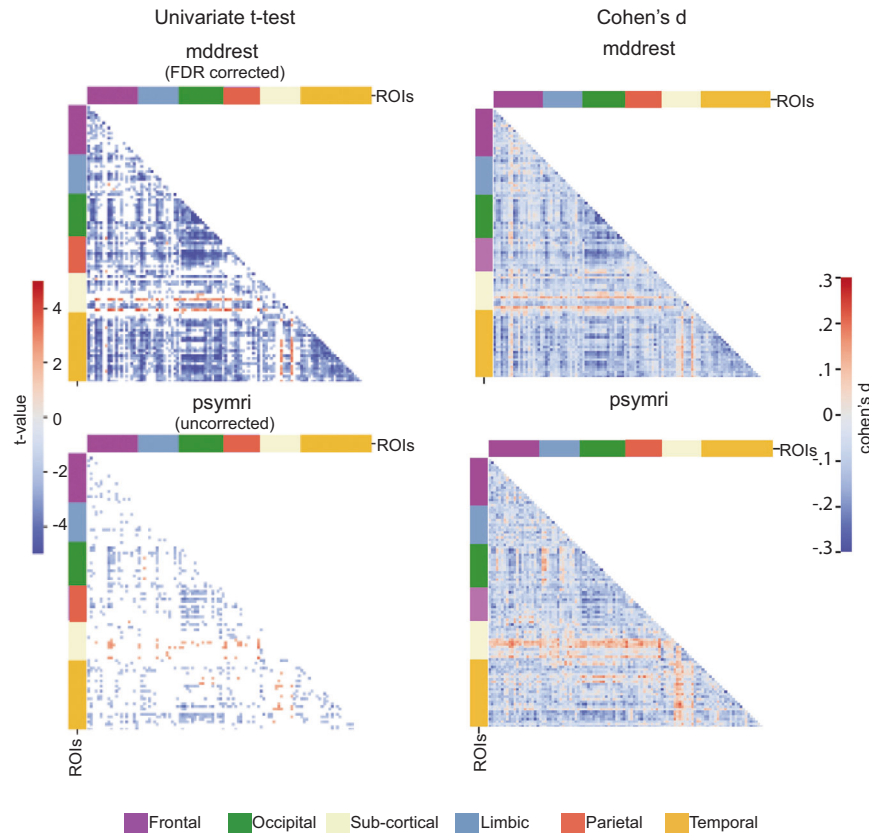 Univariate t-test
Cohen's d
mddrest
(FDR corrected)
mddrest
ROIs
ROIs
4
2
0
-2
-4
t-value
.3
.2
.1
0
-.1
-.2
-.3
cohen's d
psymri
(uncorrected)
psymri
ROIs
ROIs
ROIs
ROIs
Frontal
Occipital
Sub-cortical
Limbic
Parietal
Temporal